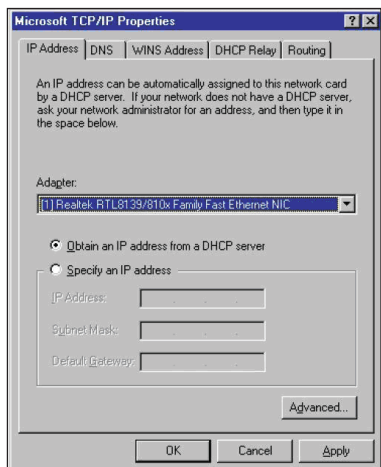 Microsoft TCP/IP Properties
IP Address DNS WINS Address DHCP Relay Routing
An IP address can be automatically assigned to this network card
by a DHCP server. If your network does not have a DHCP server,
ask your network administrator for an address, and then type it in
the space below.
Adapter:
[1] Realtek RTL8139/810x Family Fast Ethernet NIC
Obtain an IP address from a DHCP server
Specify an IP address
IP Address:
Subnet Mask:
Default Gateway:
Advanced...
OK Cancel Apply